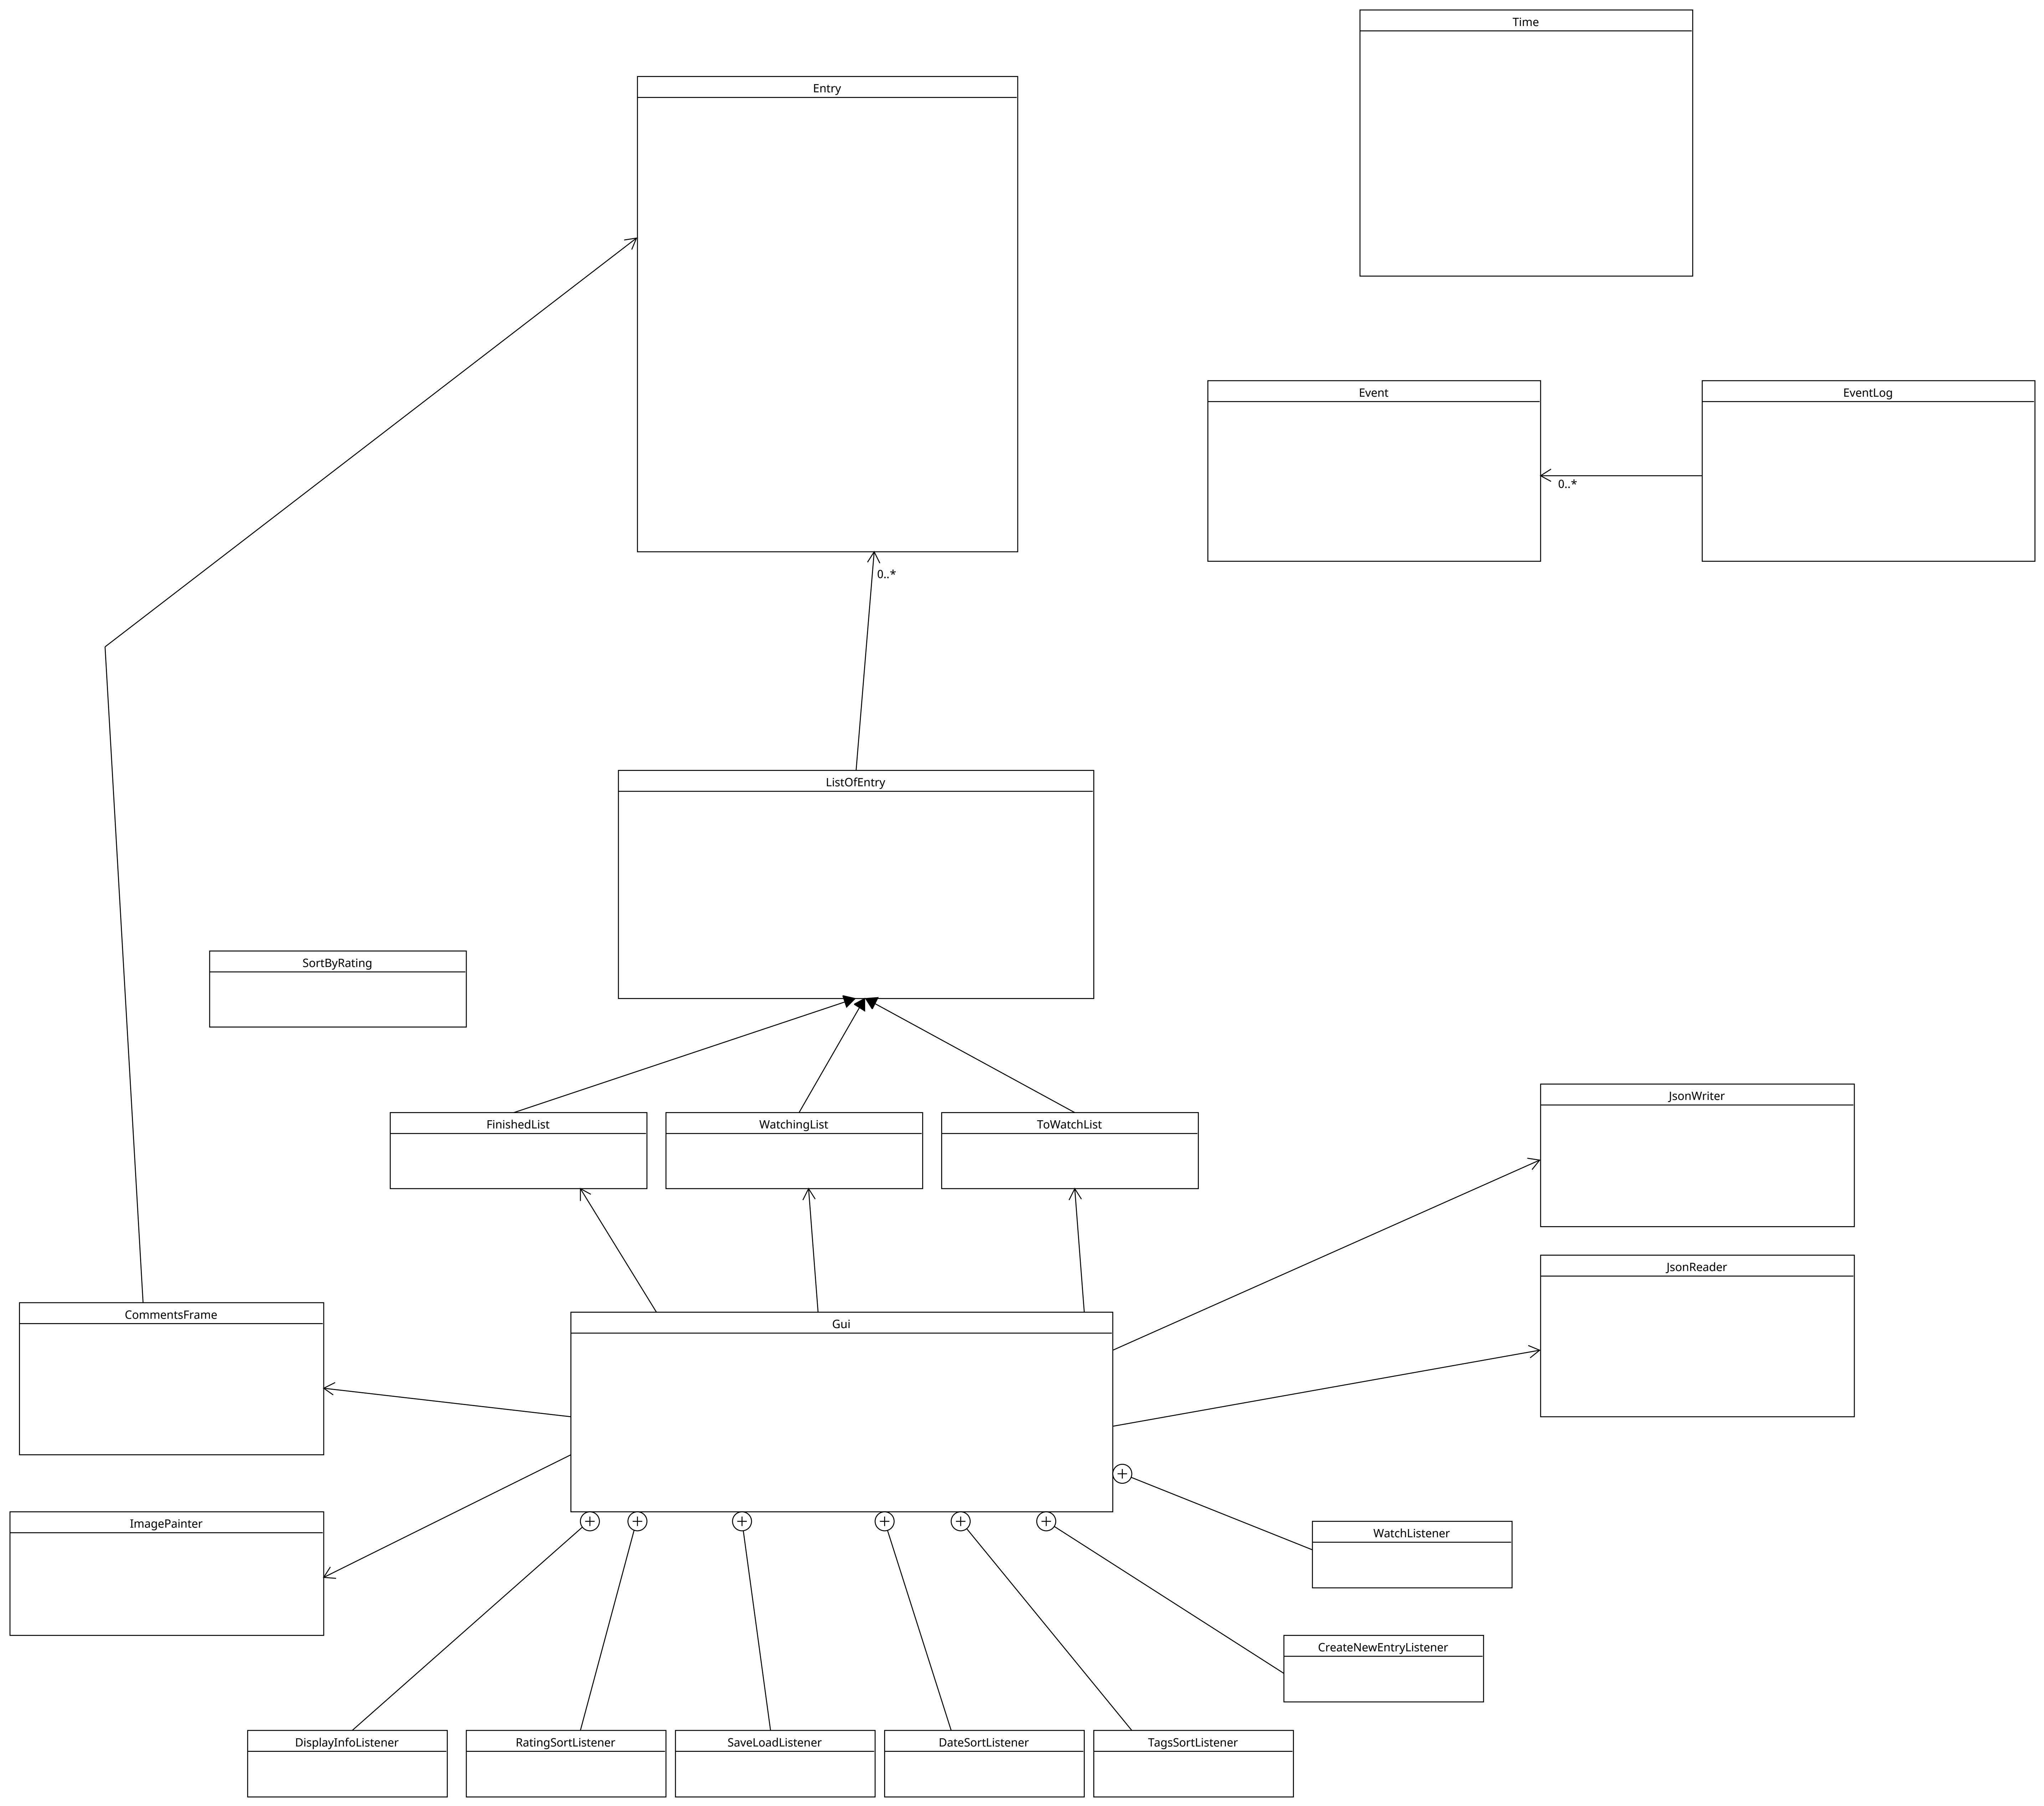 Time
Entry
Event
EventLog
0..*
0..*
ListOfEntry
SortByRating
JsonWriter
FinishedList
WatchingList
ToWatchList
JsonReader
CommentsFrame
Gui
ImagePainter
WatchListener
CreateNewEntryListener
DisplayInfoListener
RatingSortListener
SaveLoadListener
DateSortListener
TagsSortListener